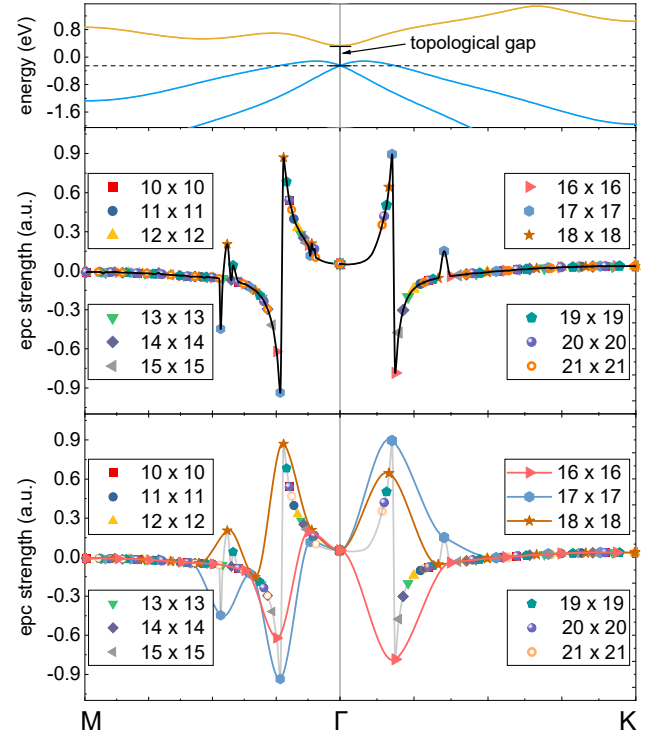 energy (eV)
0.8
0.0
-0.8
-1.6
topological gap
epc strength (a.u.)
0.9
0.6
0.3
0.0
-0.3
-0.6
-0.9
10 x 10
11 x 11
12 x 12
16 x 16
17 x 17
18 x 18
13 x 13
14 x 14
15 x 15
19 x 19
20 x 20
21 x 21
epc strength (a.u.)
0.9
0.6
0.3
0.0
-0.3
-0.6
-0.9
10 x 10
11 x 11
12 x 12
16 x 16
17 x 17
18 x 18
13 x 13
14 x 14
15 x 15
19 x 19
20 x 20
21 x 21
M Γ K